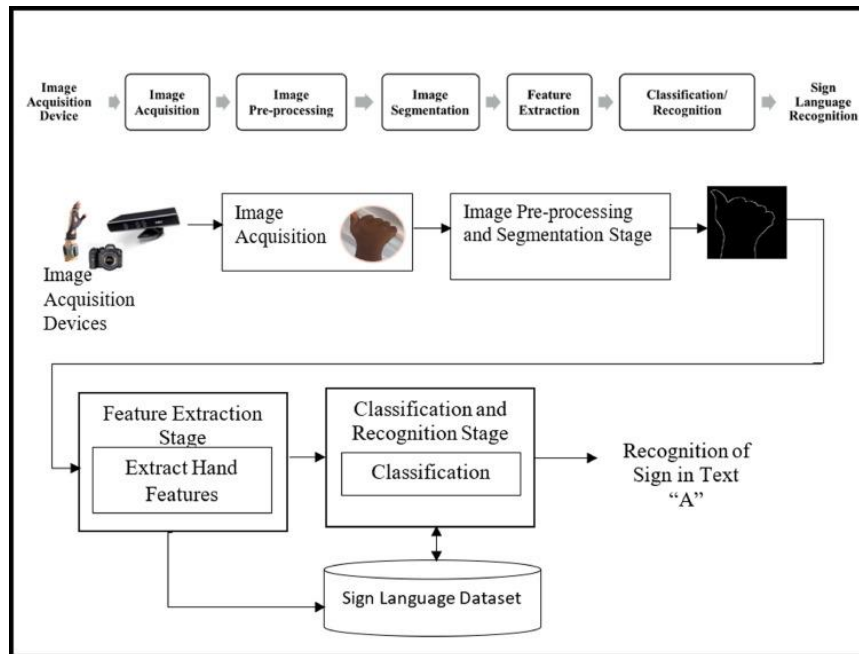 Image
Acquisition
Device
Image
Acquisition
Image
Pre-processing
Image
Segmentation
Feature
Extraction
Classification/
Recognition
Sign
Language
Recognition
Image
Acquisition
Devices
Image
Acquisition
Image Pre-processing
and Segmentation Stage
Feature Extraction
Stage
Extract Hand
Features
Classification and
Recognition Stage
Classification
Recognition of
Sign in Text
“A”
Sign Language Dataset